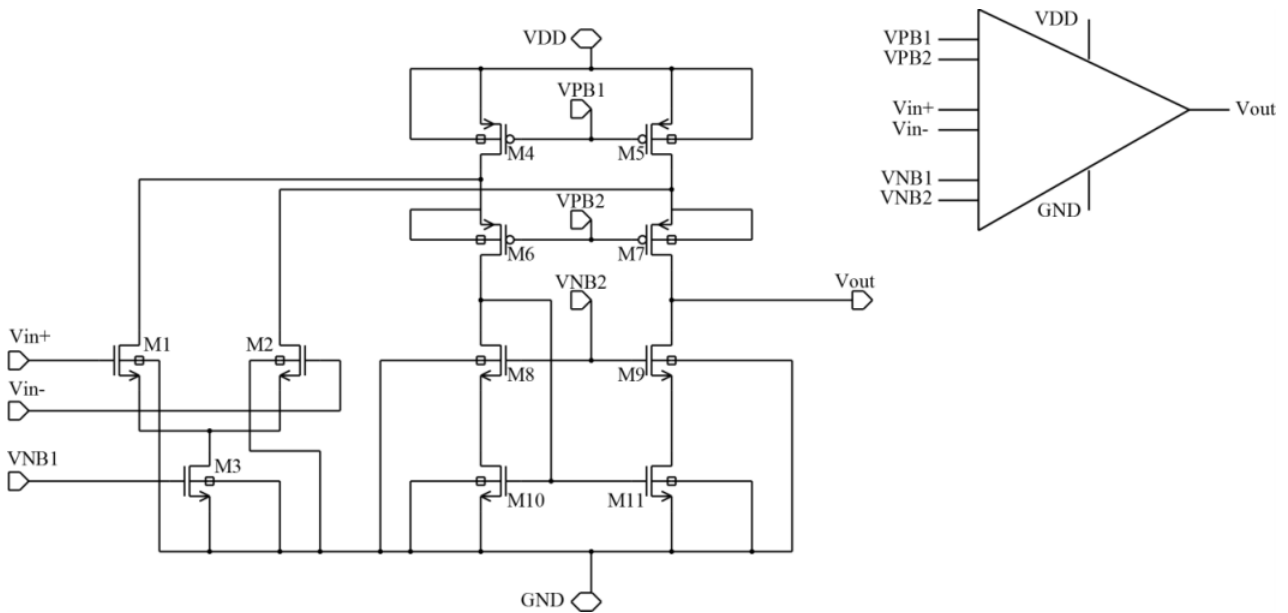 VDD
VPB1
M4
M5
VPB2
M6
M7
VNB2
Vout
Vin+
M1
M2
M8
M9
Vin-
VNB1
M3
M10
M11
GND
VDD
VPB1
VPB2
Vin+
Vin-
Vout
VNB1
VNB2
GND